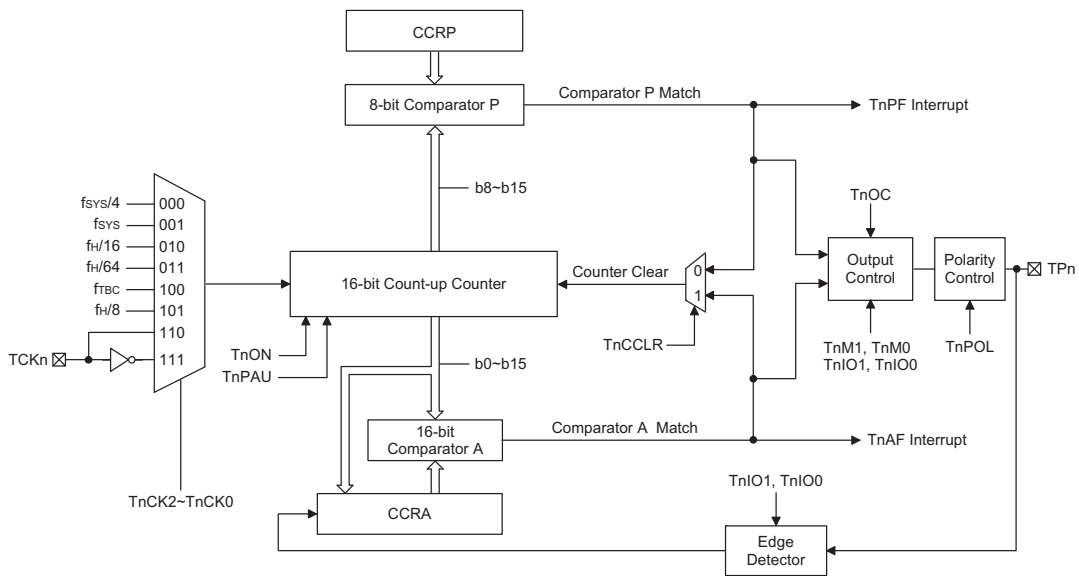 CCRP
8-bit Comparator P
Comparator P Match
TnPF Interrupt
b8~b15
fSYS/4
000
fSYS
001
fH/16
010
fH/64
011
fTBC
100
fH/8
101
110
TCKn
111
16-bit Count-up Counter
Counter Clear
0
1
TnOC
Output
Control
Polarity
Control
TPn
TnON
TnPAU
b0~b15
TnCCLR
TnM1, TnM0
TnIO1, TnIO0
TnPOL
16-bit
Comparator A
Comparator A Match
TnAF Interrupt
TnCK2~TnCK0
CCRA
TnIO1, TnIO0
Edge
Detector